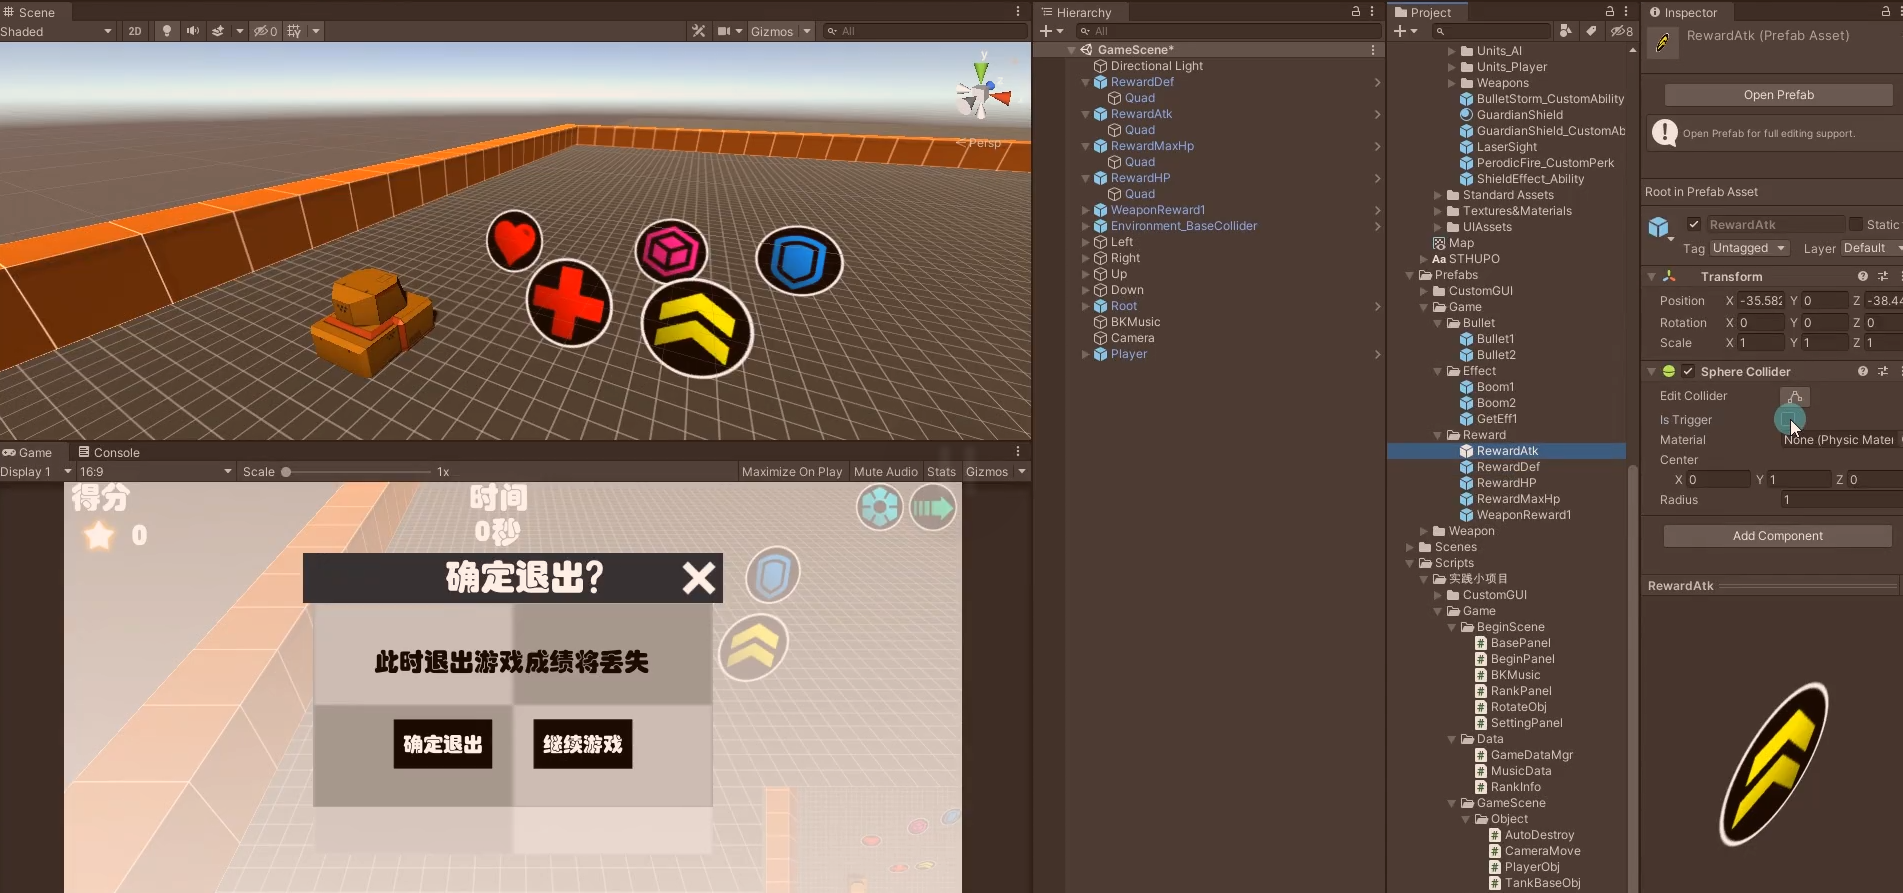 Scene
Shaded
2D
0
Gizmos
All
y
z
< Persp
Game
Console
Display 1
16:9
Scale
1x
Maximize On Play
Mute Audio
Stats
Gizmos
得分
0
时间
0秒
确定退出?
此时退出游戏成绩将丢失
确定退出
继续游戏
Hierarchy
All
GameScene*
Directional Light
RewardDef
Quad
RewardAtk
Quad
RewardMaxHp
Quad
RewardHP
Quad
WeaponReward1
Environment_BaseCollider
Left
Right
Up
Down
Root
BKMusic
Camera
Player
Project
8
Units_AI
Units_Player
Weapons
BulletStorm_CustomAbility
GuardianShield
GuardianShield_CustomAb
LaserSight
PerodicFire_CustomPerk
ShieldEffect_Ability
Standard Assets
Textures&Materials
UIAssets
Map
Aa STHUPO
Prefabs
CustomGUI
Game
Bullet
Bullet1
Bullet2
Effect
Boom1
Boom2
GetEff1
Reward
RewardAtk
RewardDef
RewardHP
RewardMaxHp
WeaponReward1
Weapon
Scenes
Scripts
实践小项目
CustomGUI
Game
BeginScene
BasePanel
BeginPanel
BKMusic
RankPanel
RotateObj
SettingPanel
Data
GameDataMgr
MusicData
RankInfo
GameScene
Object
AutoDestroy
CameraMove
PlayerObj
TankBaseObj
Inspector
RewardAtk (Prefab Asset)
Open Prefab
Open Prefab for full editing support.
Root in Prefab Asset
RewardAtk
Static
Tag Untagged Layer Default
Transform
Position X -35.582 Y 0 Z -38.44
Rotation X 0 Y 0 Z 0
Scale X 1 Y 1 Z 1
Sphere Collider
Edit Collider
Is Trigger
Material None (Physic Mater
Center
X 0 Y 1 Z 0
Radius 1
Add Component
RewardAtk